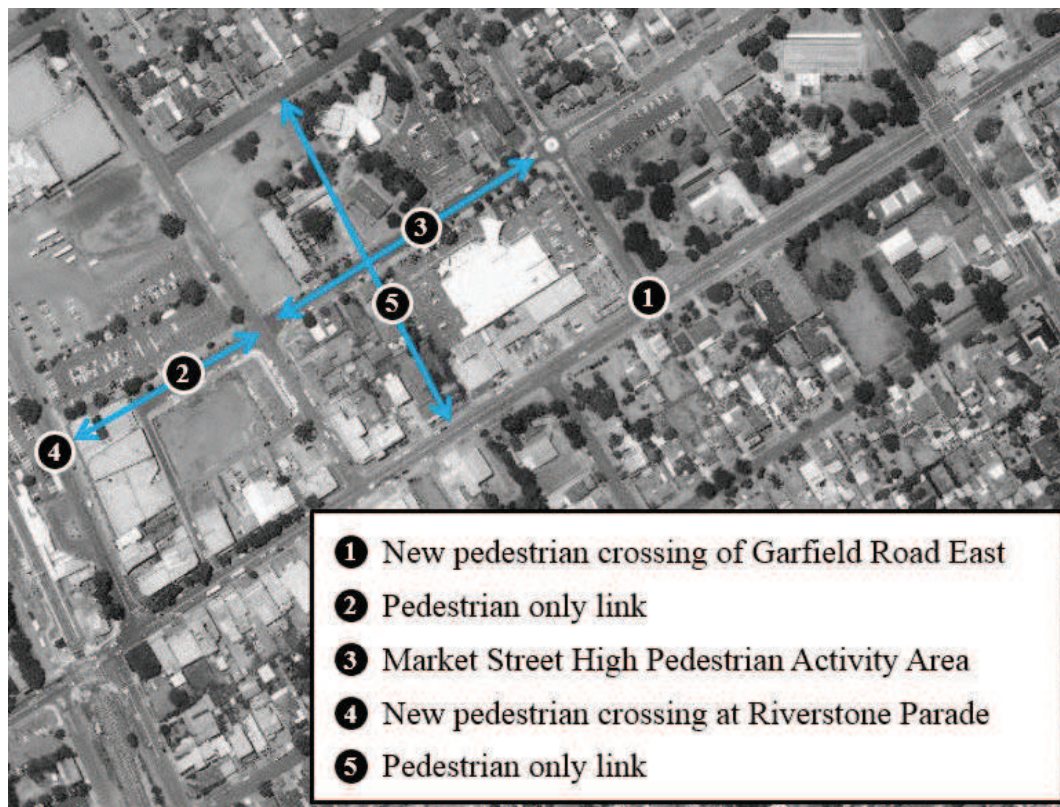 3
1
5
2
4
1 New pedestrian crossing of Garfield Road East
2 Pedestrian only link
3 Market Street High Pedestrian Activity Area
4 New pedestrian crossing at Riverstone Parade
5 Pedestrian only link